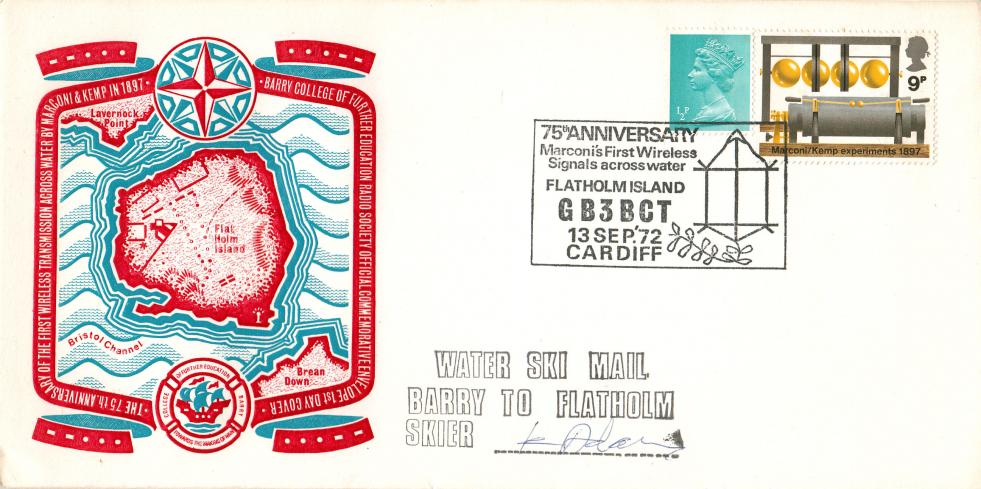 · THE 75th. ANNIVERSARY OF THE FIRST WIRELESS TRANSMISSION ACROSS WATER BY MARCONI & KEMP IN 1897 ·
· BARRY COLLEGE OF FURTHER EDUCATION RADIO SOCIETY OFFICIAL COMMEMORATIVE ENVELOPE 1st DAY COVER ·
Lavernock
Point
Flat
Holm
Island
Bristol Channel
Brean
Down
COLLEGE OF FURTHER EDUCATION BARRY
½P
9P
Marconi/Kemp experiments 1897
75th ANNIVERSARY
Marconi's First Wireless
Signals across water
FLATHOLM ISLAND
GB3BCT
13 SEP.'72
CARDIFF
WATER SKI MAIL
BARRY TO FLATHOLM
SKIER